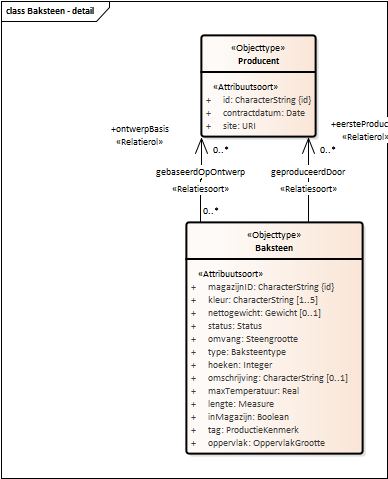 class Baksteen - detail
«Objecttype»
Producent
«Attribuutsoort»
+ id: CharacterString {id}
+ contractdatum: Date
+ site: URI
+ontwerpBasis
«Relatierol»
0..*
+eersteProduc
«Relatierol»
0..*
gebaseerdOpOntwerp
«Relatiesoort»
geproduceerdDoor
«Relatiesoort»
0..*
«Objecttype»
Baksteen
«Attribuutsoort»
+ magazijnID: CharacterString {id}
+ kleur: CharacterString [1..5]
+ nettogewicht: Gewicht [0..1]
+ status: Status
+ omvang: Steengrootte
+ type: Baksteentype
+ hoeken: Integer
+ omschrijving: CharacterString [0..1]
+ maxTemperatuur: Real
+ lengte: Measure
+ inMagazijn: Boolean
+ tag: ProductieKenmerk
+ oppervlak: OppervlakGrootte